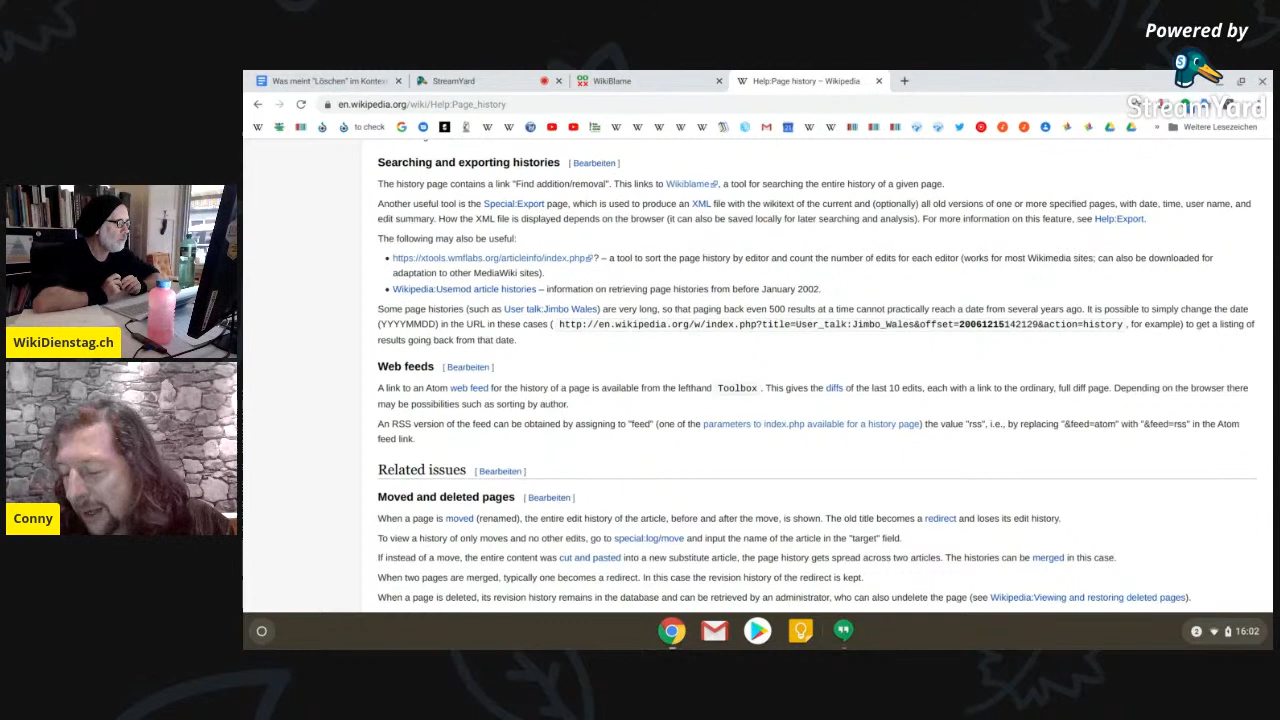 Powered by
StreamYard
Was meint "Löschen" im Kontex
StreamYard
WikiBlame
Help:Page history – Wikipedia
en.wikipedia.org/wiki/Help:Page_history
to check
Weitere Lesezeichen
Searching and exporting histories [ Bearbeiten ]
The history page contains a link "Find addition/removal". This links to Wikiblame, a tool for searching the entire history of a given page.
Another useful tool is the Special:Export page, which is used to produce an XML file with the wikitext of the current and (optionally) all old versions of one or more specified pages, with date, time, user name, and
edit summary. How the XML file is displayed depends on the browser (it can also be saved locally for later searching and analysis). For more information on this feature, see Help:Export.
The following may also be useful:
• https://xtools.wmflabs.org/articleinfo/index.php? – a tool to sort the page history by editor and count the number of edits for each editor (works for most Wikimedia sites; can also be downloaded for
adaptation to other MediaWiki sites).
• Wikipedia:Usemod article histories – information on retrieving page histories from before January 2002.
Some page histories (such as User talk:Jimbo Wales) are very long, so that paging back even 500 results at a time cannot practically reach a date from several years ago. It is possible to simply change the date
(YYYYMMDD) in the URL in these cases ( http://en.wikipedia.org/w/index.php?title=User_talk:Jimbo_Wales&offset=20061215142129&action=history , for example) to get a listing of
results going back from that date.
Web feeds [ Bearbeiten ]
A link to an Atom web feed for the history of a page is available from the lefthand Toolbox . This gives the diffs of the last 10 edits, each with a link to the ordinary, full diff page. Depending on the browser there
may be possibilities such as sorting by author.
An RSS version of the feed can be obtained by assigning to "feed" (one of the parameters to index.php available for a history page) the value "rss", i.e., by replacing "&feed=atom" with "&feed=rss" in the Atom
feed link.
Related issues [ Bearbeiten ]
Moved and deleted pages [ Bearbeiten ]
When a page is moved (renamed), the entire edit history of the article, before and after the move, is shown. The old title becomes a redirect and loses its edit history.
To view a history of only moves and no other edits, go to special:log/move and input the name of the article in the "target" field.
If instead of a move, the entire content was cut and pasted into a new substitute article, the page history gets spread across two articles. The histories can be merged in this case.
When two pages are merged, typically one becomes a redirect. In this case the revision history of the redirect is kept.
When a page is deleted, its revision history remains in the database and can be retrieved by an administrator, who can also undelete the page (see Wikipedia:Viewing and restoring deleted pages).
WikiDienstag.ch
Conny
2
16:02